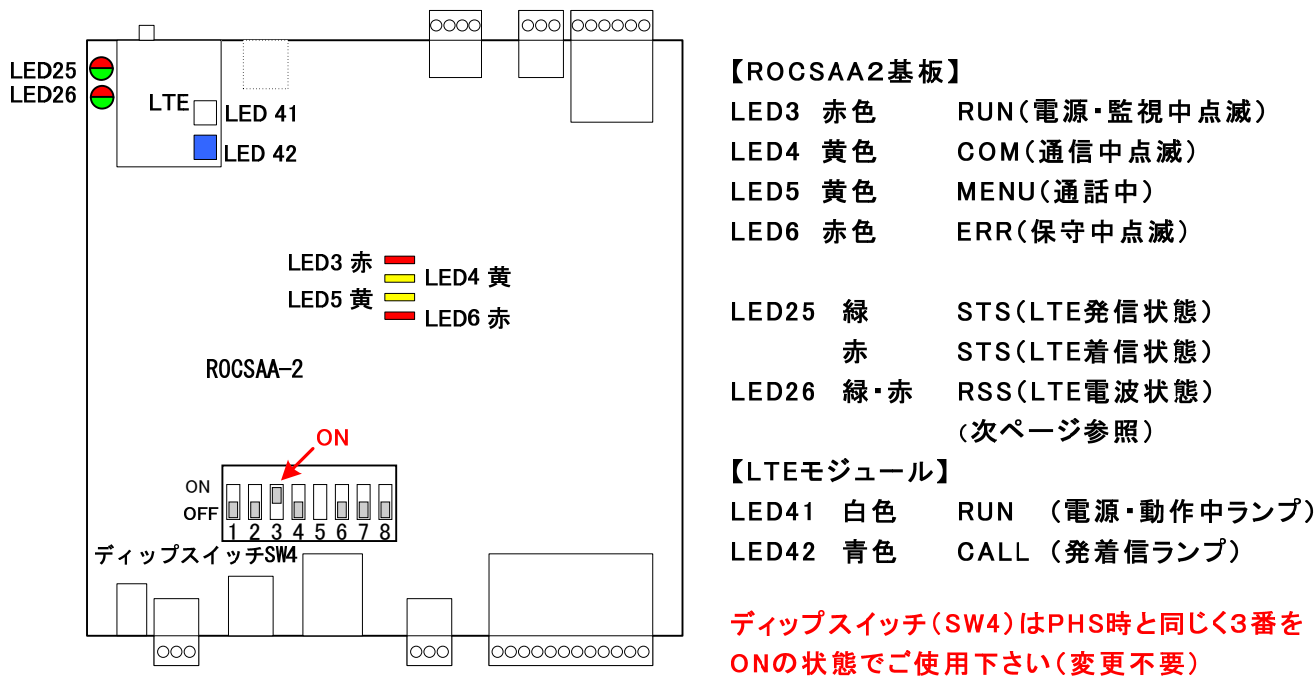 LED25
LED26
LTE
LED 41
LED 42
LED3 赤
LED4 黄
LED5 黄
LED6 赤
ROCSAA-2
ON
ON
OFF
1 2 3 4 5 6 7 8
ディップスイッチSW4
【ROCSAA2基板】
LED3 赤色 RUN(電源・監視中点滅)
LED4 黄色 COM(通信中点滅)
LED5 黄色 MENU(通話中)
LED6 赤色 ERR(保守中点滅)
LED25 緑 STS(LTE発信状態)
赤 STS(LTE着信状態)
LED26 緑・赤 RSS(LTE電波状態)
(次ページ参照)
【LTEモジュール】
LED41 白色 RUN (電源・動作中ランプ)
LED42 青色 CALL (発着信ランプ)
ディップスイッチ(SW4)はPHS時と同じく3番を
ONの状態でご使用下さい(変更不要)